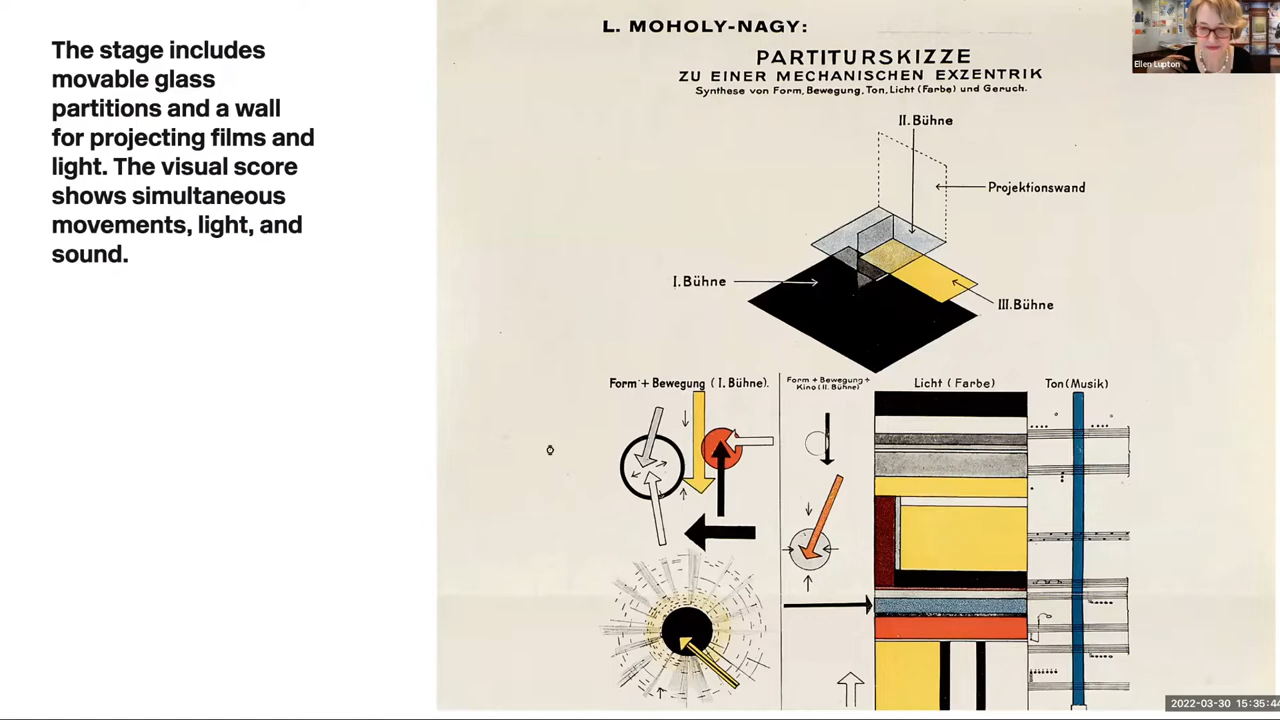 The stage includes
movable glass
partitions and a wall
for projecting films and
light. The visual score
shows simultaneous
movements, light, and
sound.
L. MOHOLY-NAGY:
PARTITURSKIZZE
ZU EINER MECHANISCHEN EXZENTRIK
Synthese von Form, Bewegung, Ton, Licht (Farbe) und Geruch.
II. Bühne
Projektionswand
I. Bühne
III. Bühne
Form + Bewegung (I. Bühne).
Form + Bewegung +
Kino (II. Bühne)
Licht (Farbe)
Ton (Musik)
Ellen Lupton
2022-03-30 15:35:44